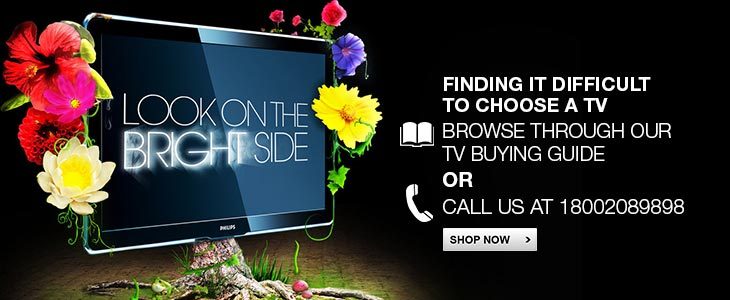 LOOK ON THE
BRIGHT SIDE
PHILIPS
FINDING IT DIFFICULT
TO CHOOSE A TV
BROWSE THROUGH OUR
TV BUYING GUIDE
OR
CALL US AT 18002089898
SHOP NOW >